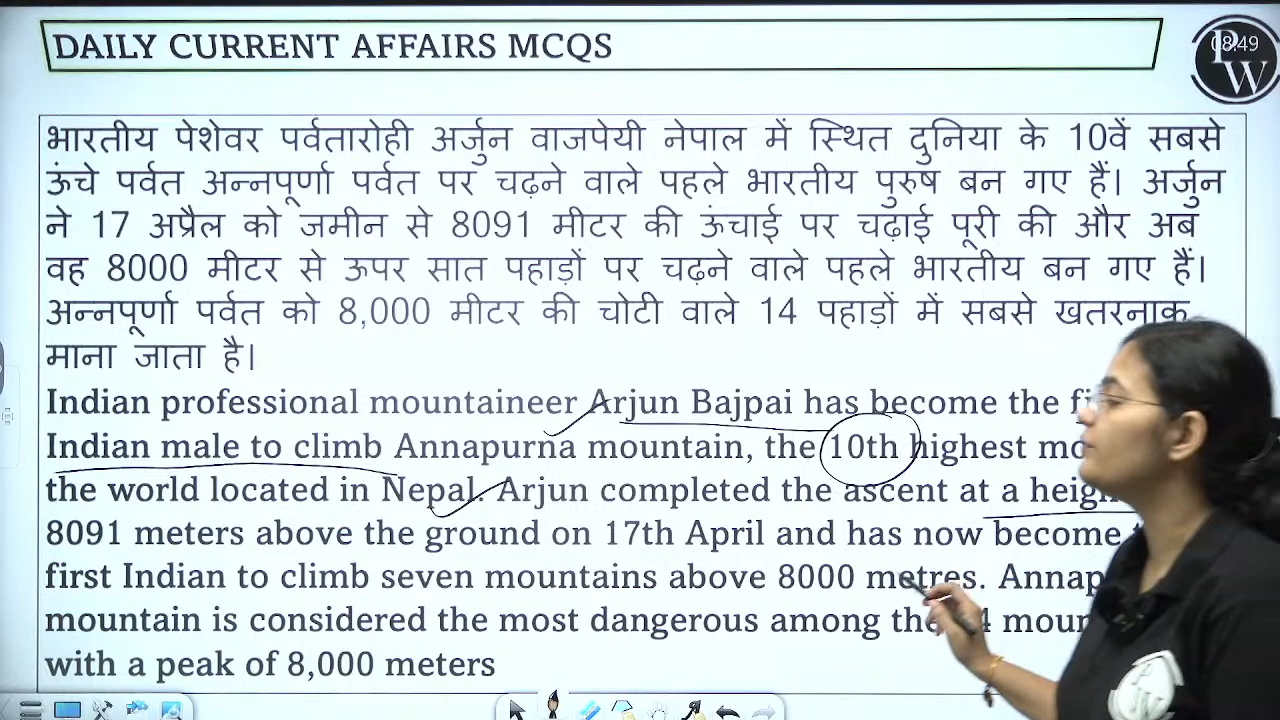 DAILY CURRENT AFFAIRS MCQS
08:49
PW
भारतीय पेशेवर पर्वतारोही अर्जुन वाजपेयी नेपाल में स्थित दुनिया के 10वें सबसे
ऊंचे पर्वत अन्नपूर्णा पर्वत पर चढ़ने वाले पहले भारतीय पुरुष बन गए हैं। अर्जुन
ने 17 अप्रैल को जमीन से 8091 मीटर की ऊंचाई पर चढ़ाई पूरी की और अब
वह 8000 मीटर से ऊपर सात पहाड़ों पर चढ़ने वाले पहले भारतीय बन गए हैं।
अन्नपूर्णा पर्वत को 8,000 मीटर की चोटी वाले 14 पहाड़ों में सबसे खतरनाक
माना जाता है।
Indian professional mountaineer Arjun Bajpai has become the
Indian male to climb Annapurna mountain, the 10th highest
the world located in Nepal. Arjun completed the ascent at a
8091 meters above the ground on 17th April and has now become
first Indian to climb seven mountains above 8000 metres.
mountain is considered the most dangerous among the
with a peak of 8,000 meters